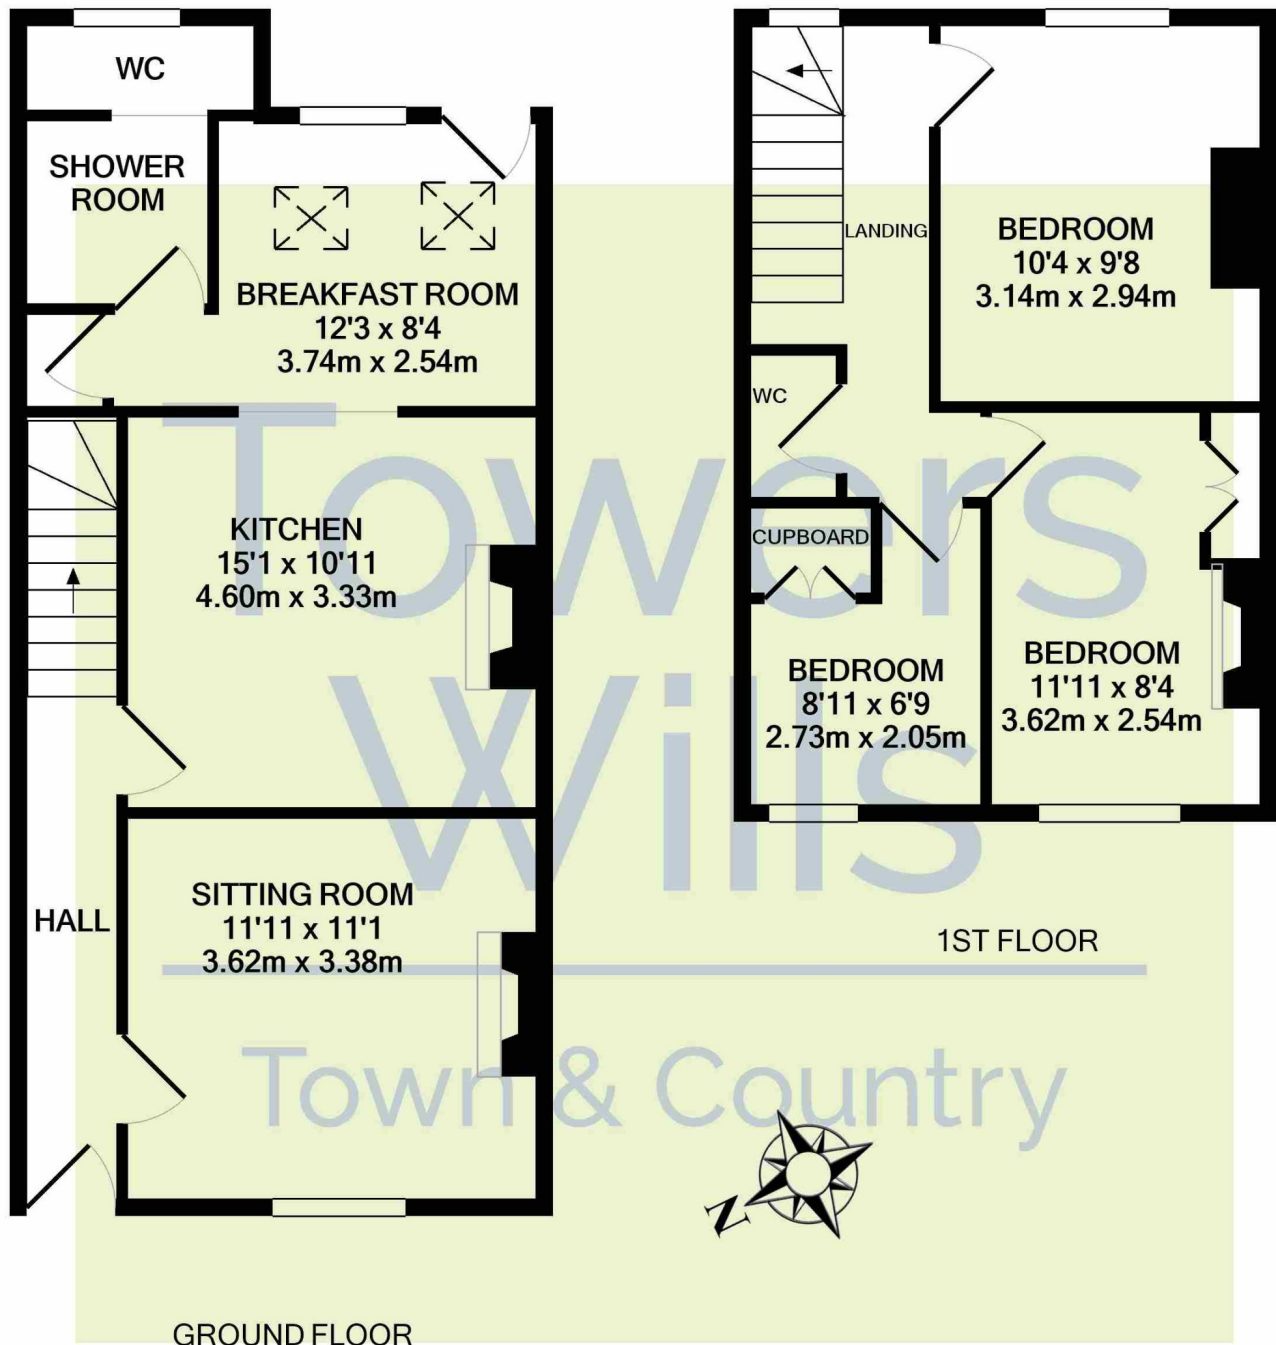 WC
SHOWER
ROOM
BREAKFAST ROOM
12'3 x 8'4
3.74m x 2.54m
KITCHEN
15'1 x 10'11
4.60m x 3.33m
SITTING ROOM
11'11 x 11'1
3.62m x 3.38m
HALL
GROUND FLOOR
LANDING
BEDROOM
10'4 x 9'8
3.14m x 2.94m
WC
CUPBOARD
BEDROOM
8'11 x 6'9
2.73m x 2.05m
BEDROOM
11'11 x 8'4
3.62m x 2.54m
1ST FLOOR
N
Towers
Wills
Town & Country